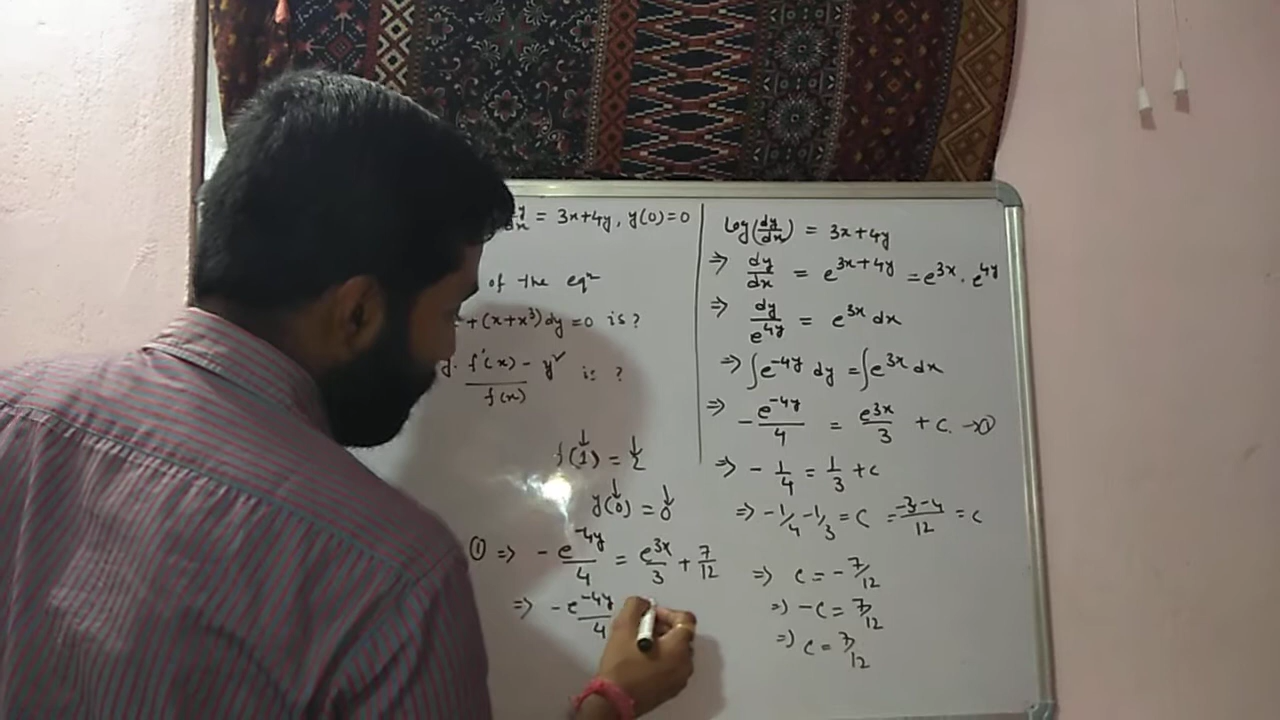 dy/dx = 3x+4y, y(0)=0
of the eqⁿ
+(x+x³)dy=0 is?
f'(x) - y² / f(x) is ?
f(1) = 2
y(0) = 0
① => - e^-4y/4 = e^3x/3 + 7/12
=> - e^-4y/4
log(dy/dx) = 3x+4y
=> dy/dx = e^3x+4y = e^3x . e^4y
=> dy/e^4y = e^3x dx
=> ∫e^-4y dy = ∫e^3x dx
=> - e^-4y/4 = e^3x/3 + c. →①
=> - 1/4 = 1/3 + c
=> -1/4 - 1/3 = C = -3-4/12 = c
=> c = - 7/12
=) -c = 7/12
=) c = 7/12